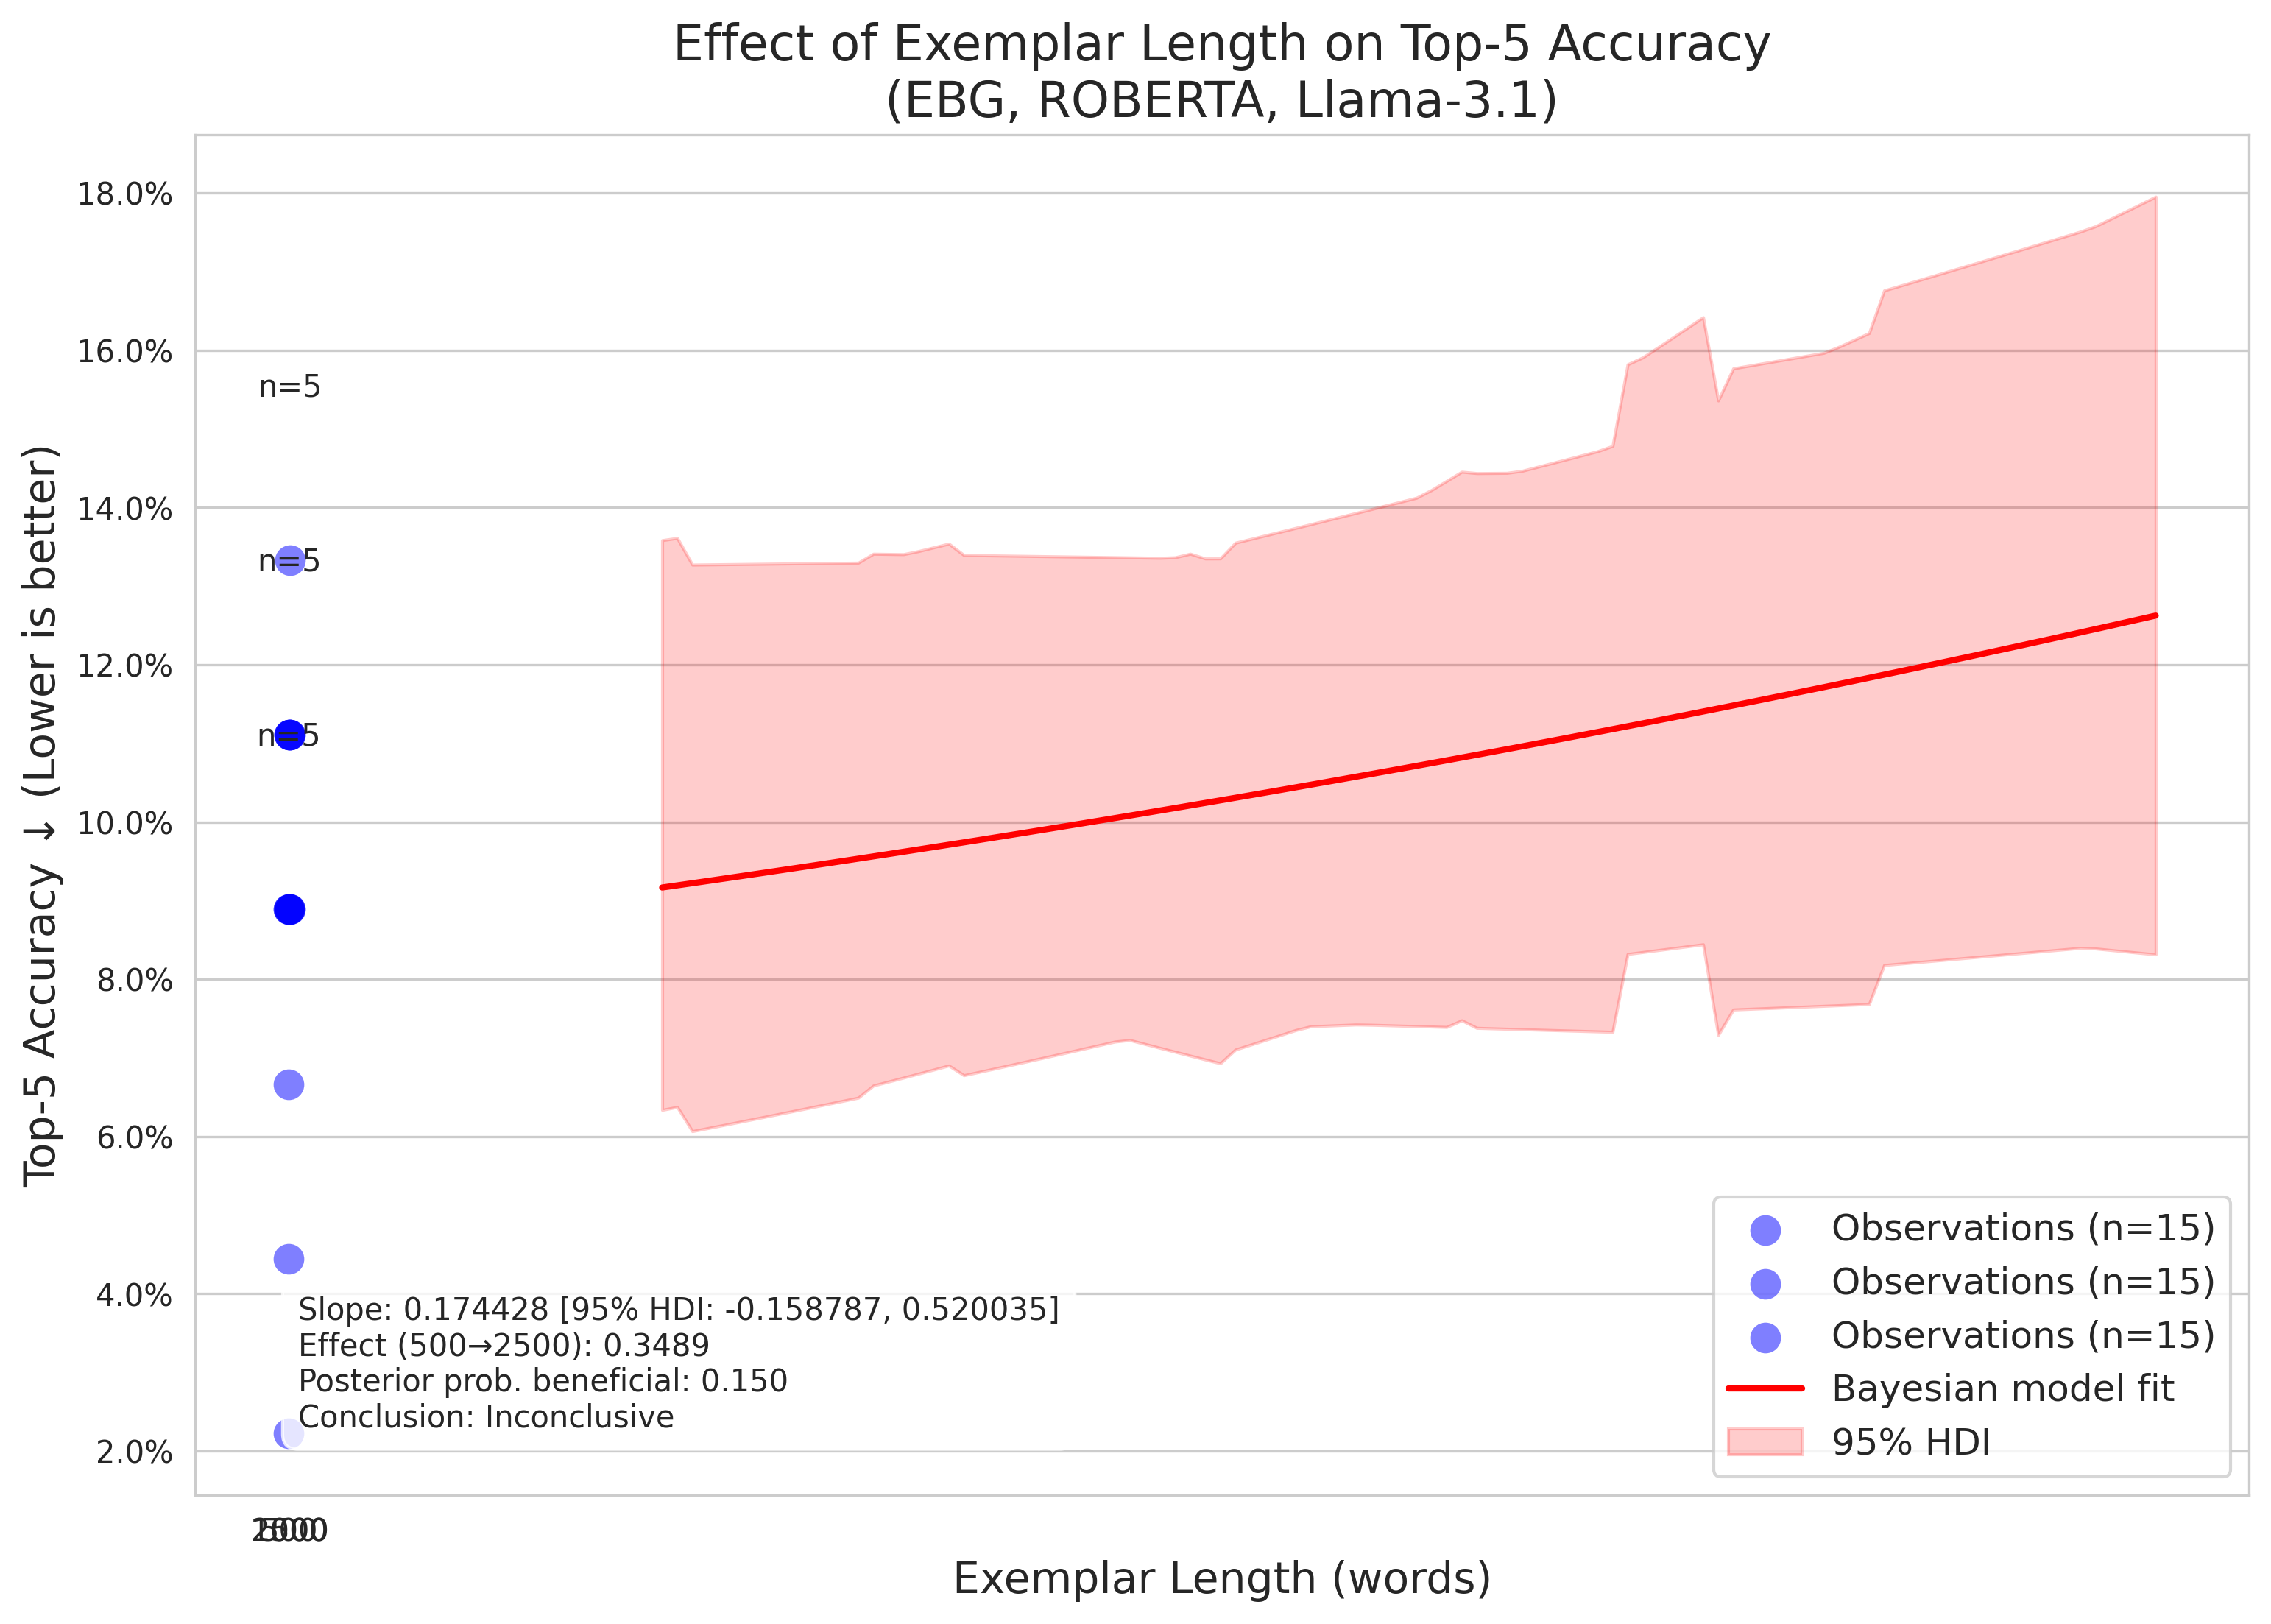 Effect of Exemplar Length on Top-5 Accuracy
(EBG, ROBERTA, Llama-3.1)
Top-5 Accuracy ↓ (Lower is better)
18.0%
16.0%
14.0%
12.0%
10.0%
8.0%
6.0%
4.0%
2.0%
n=5
n=5
n=5
Slope: 0.174428 [95% HDI: -0.158787, 0.520035]
Effect (500→2500): 0.3489
Posterior prob. beneficial: 0.150
Conclusion: Inconclusive
Observations (n=15)
Observations (n=15)
Observations (n=15)
Bayesian model fit
95% HDI
Exemplar Length (words)